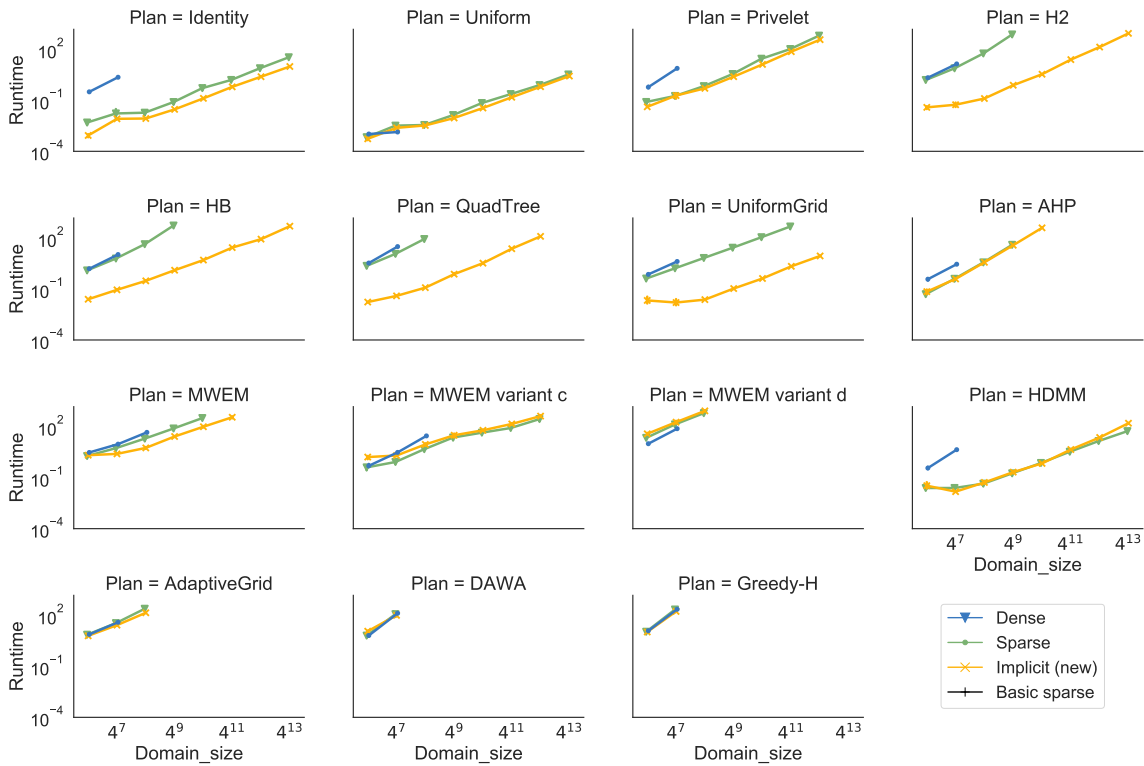 Plan = Identity
Plan = Uniform
Plan = Privelet
Plan = H2
Runtime
10^2
10^-1
10^-4
Plan = HB
Plan = QuadTree
Plan = UniformGrid
Plan = AHP
Runtime
10^2
10^-1
10^-4
Plan = MWEM
Plan = MWEM variant c
Plan = MWEM variant d
Plan = HDMM
Runtime
10^2
10^-1
10^-4
4^7 4^9 4^11 4^13
Domain_size
Plan = AdaptiveGrid
Plan = DAWA
Plan = Greedy-H
Runtime
10^2
10^-1
10^-4
4^7 4^9 4^11 4^13
Domain_size
4^7 4^9 4^11 4^13
Domain_size
4^7 4^9 4^11 4^13
Domain_size
Dense
Sparse
Implicit (new)
Basic sparse